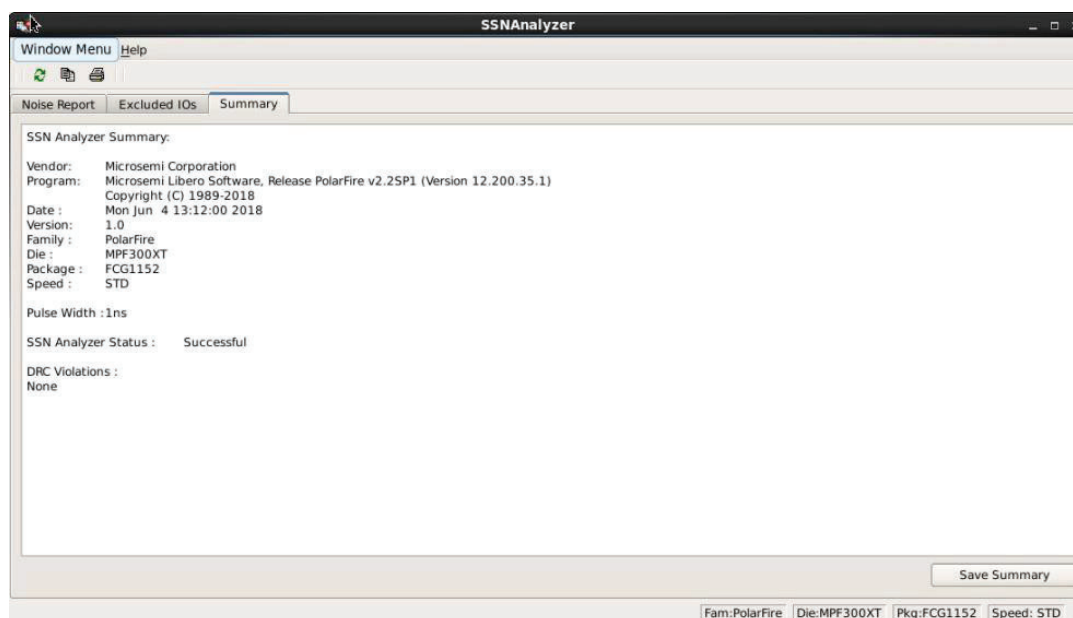 SSNAnalyzer
Window Menu Help
Noise Report Excluded IOs Summary
SSN Analyzer Summary:
Vendor: Microsemi Corporation
Program: Microsemi Libero Software, Release PolarFire v2.2SP1 (Version 12.200.35.1)
Copyright (C) 1989-2018
Date : Mon Jun 4 13:12:00 2018
Version: 1.0
Family : PolarFire
Die : MPF300XT
Package : FCG1152
Speed : STD
Pulse Width :1ns
SSN Analyzer Status : Successful
DRC Violations :
None
Save Summary
Fam:PolarFire Die:MPF300XT Pkg:FCG1152 Speed: STD